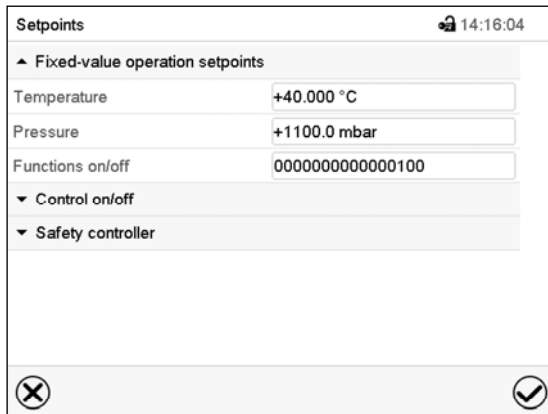 Setpoints 14:16:04
Fixed-value operation setpoints
Temperature +40.000 °C
Pressure +1100.0 mbar
Functions on/off 0000000000000100
Control on/off
Safety controller